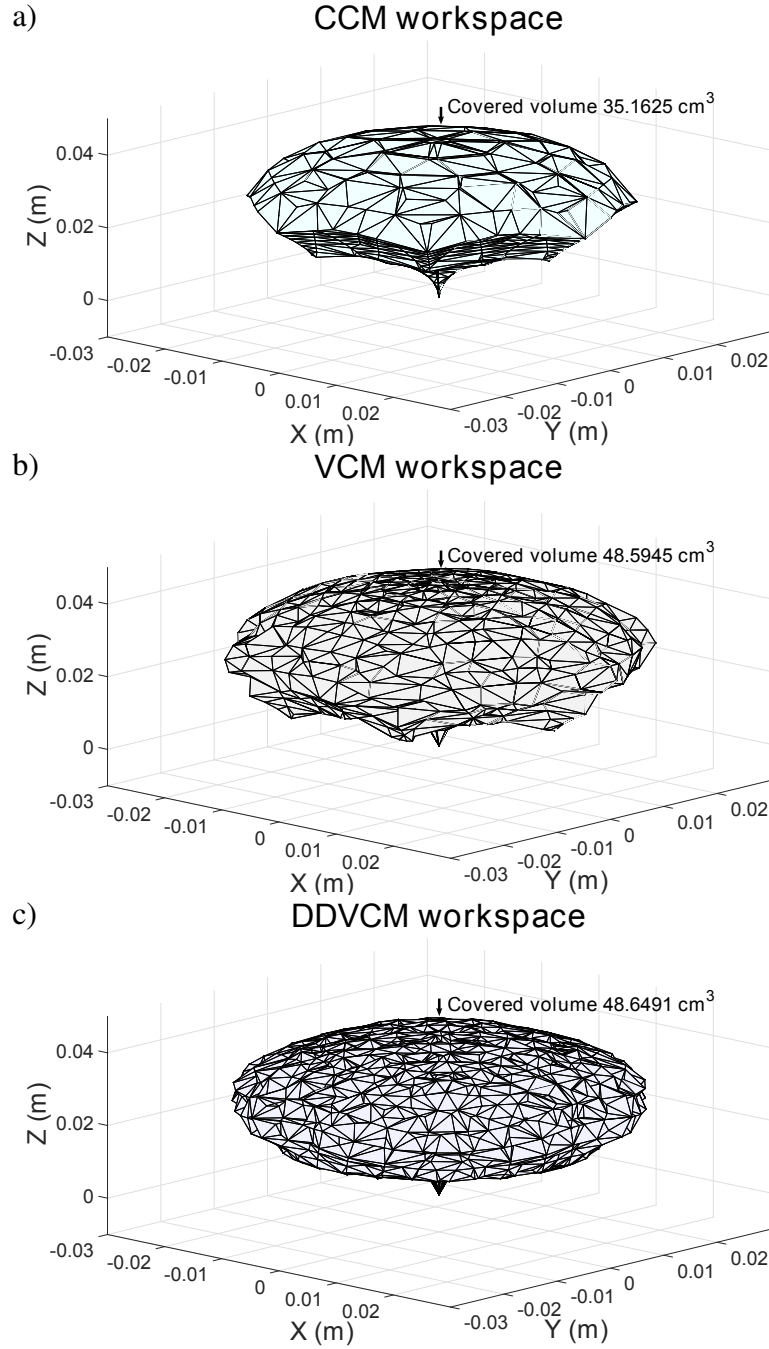 a)
CCM workspace
Covered volume 35.1625 cm³
0.04
0.02
0
Z (m)
-0.03
-0.02
-0.01
0
0.01
0.02
X (m)
-0.03
-0.02
-0.01
0
0.01
0.02
Y (m)
b)
VCM workspace
Covered volume 48.5945 cm³
0.04
0.02
0
Z (m)
-0.03
-0.02
-0.01
0
0.01
0.02
X (m)
-0.03
-0.02
-0.01
0
0.01
0.02
Y (m)
c)
DDVCM workspace
Covered volume 48.6491 cm³
0.04
0.02
0
Z (m)
-0.03
-0.02
-0.01
0
0.01
0.02
X (m)
-0.03
-0.02
-0.01
0
0.01
0.02
Y (m)